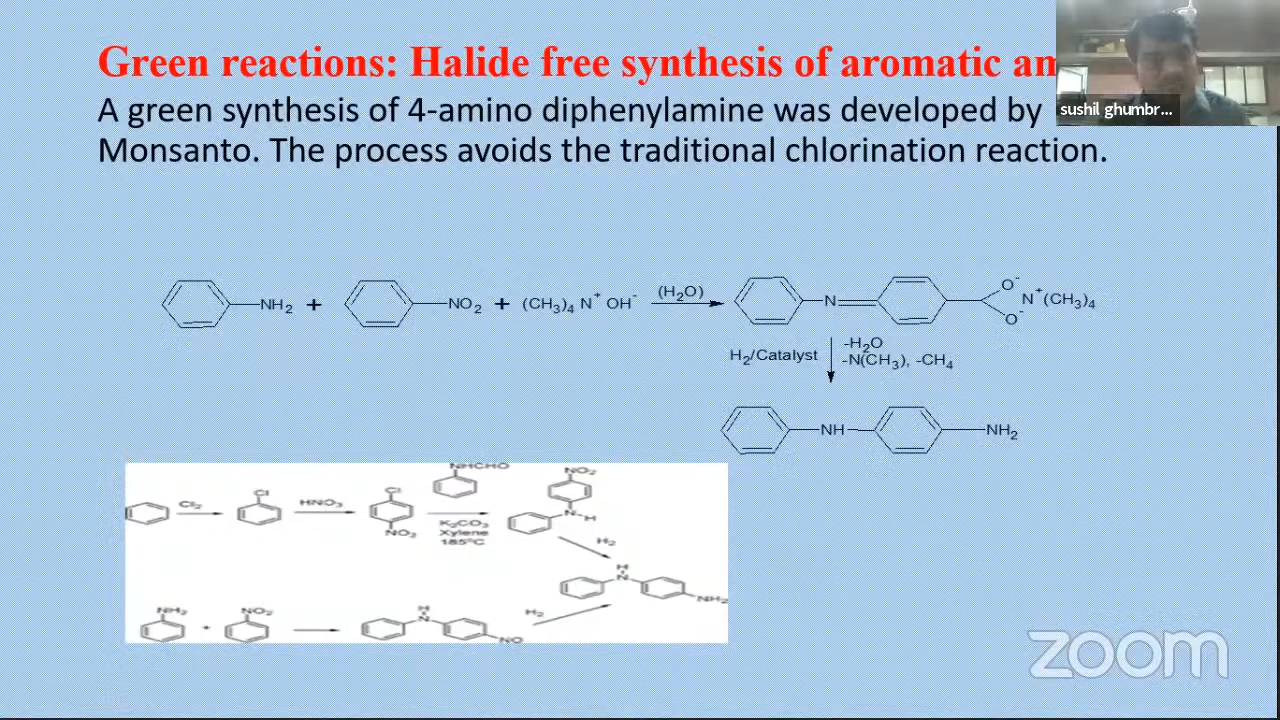 Green reactions: Halide free synthesis of aromatic am
A green synthesis of 4-amino diphenylamine was developed by
Monsanto. The process avoids the traditional chlorination reaction.
sushil ghumbr...
NH2 + NO2 + (CH3)4 N+ OH- (H2O) N O- O- N+(CH3)4
H2/Catalyst -H2O
-N(CH3), -CH4
NH NH2
NHCHO NO2
Cl2 Cl HNO3 Cl NO2 K2CO3 N-H
Xylene
185°C
H2
H
N
NH2
NH2 + NO2 H N NO H2
zoom